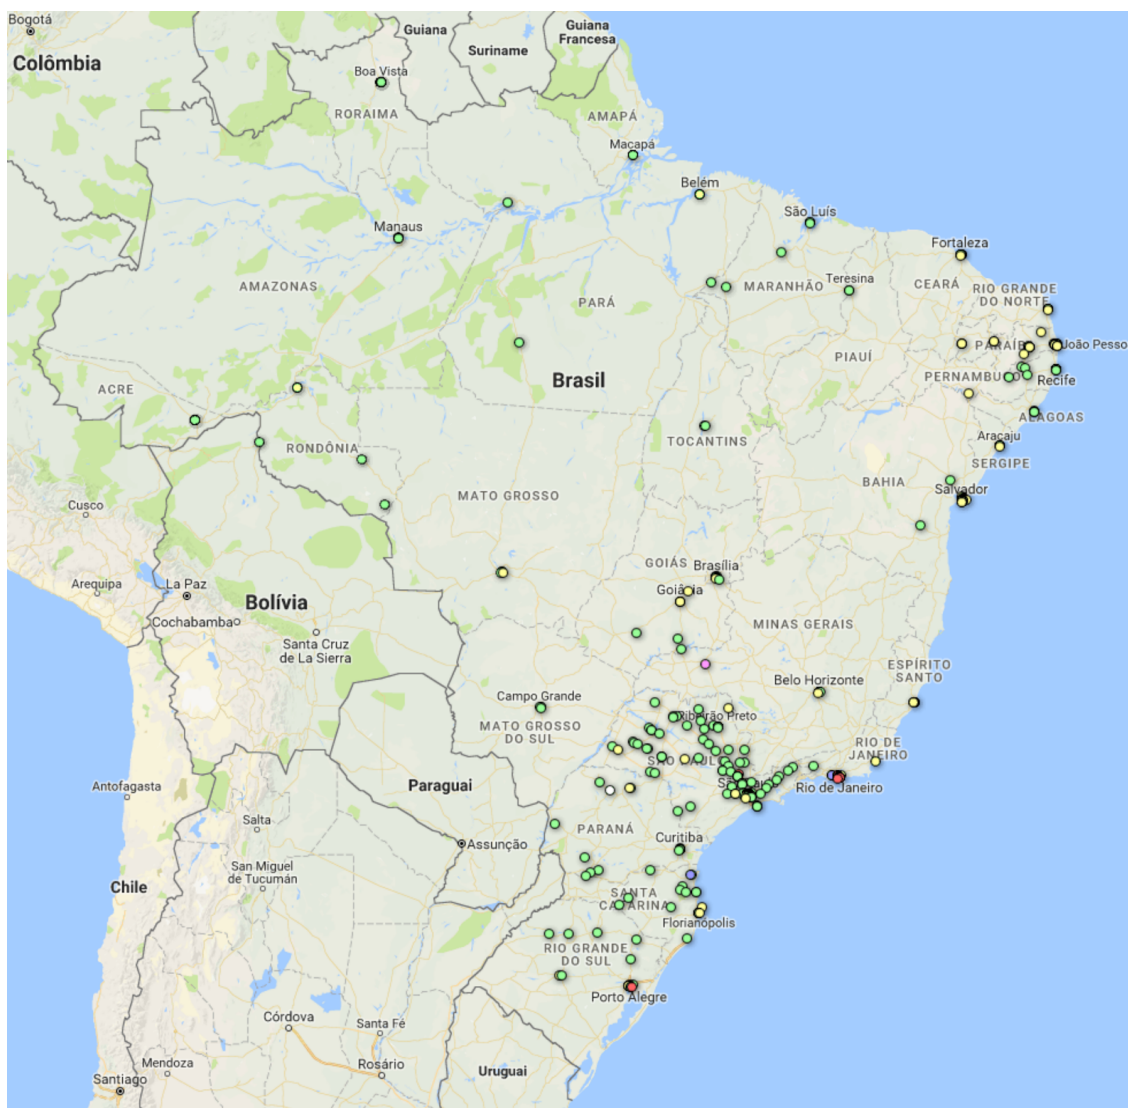 Bogotá
Colômbia
Guiana
Suriname
Guiana
Francesa
Boa Vista
RORAIMA
AMAPÁ
Macapá
Belém
São Luís
Manaus
Fortaleza
AMAZONAS
PARÁ
MARANHÃO
Teresina
CEARÁ
RIO GRANDE
DO NORTE
PARAÍB
João Pesso
PIAUÍ
ACRE
Brasil
PERNAMBUCO
Recife
ALAGOAS
TOCANTINS
Aracaju
SERGIPE
RONDÔNIA
BAHIA
Salvador
MATO GROSSO
Cusco
GOIÁS
Brasília
Arequipa
La Paz
Goiânia
Bolívia
Cochabamba
MINAS GERAIS
Santa Cruz
de La Sierra
ESPÍRITO
SANTO
Belo Horizonte
Campo Grande
MATO GROSSO
DO SUL
Ribeirão Preto
RIO DE
JANEIRO
SÃO PAULO
Antofagasta
Paraguai
Rio de Janeiro
Salta
PARANÁ
Curitiba
Assunção
San Miguel
de Tucumán
Chile
SANTA
CATARINA
Florianópolis
RIO GRANDE
DO SUL
Porto Alegre
Córdova
Santa Fé
Mendoza
Rosário
Uruguai
Santiago